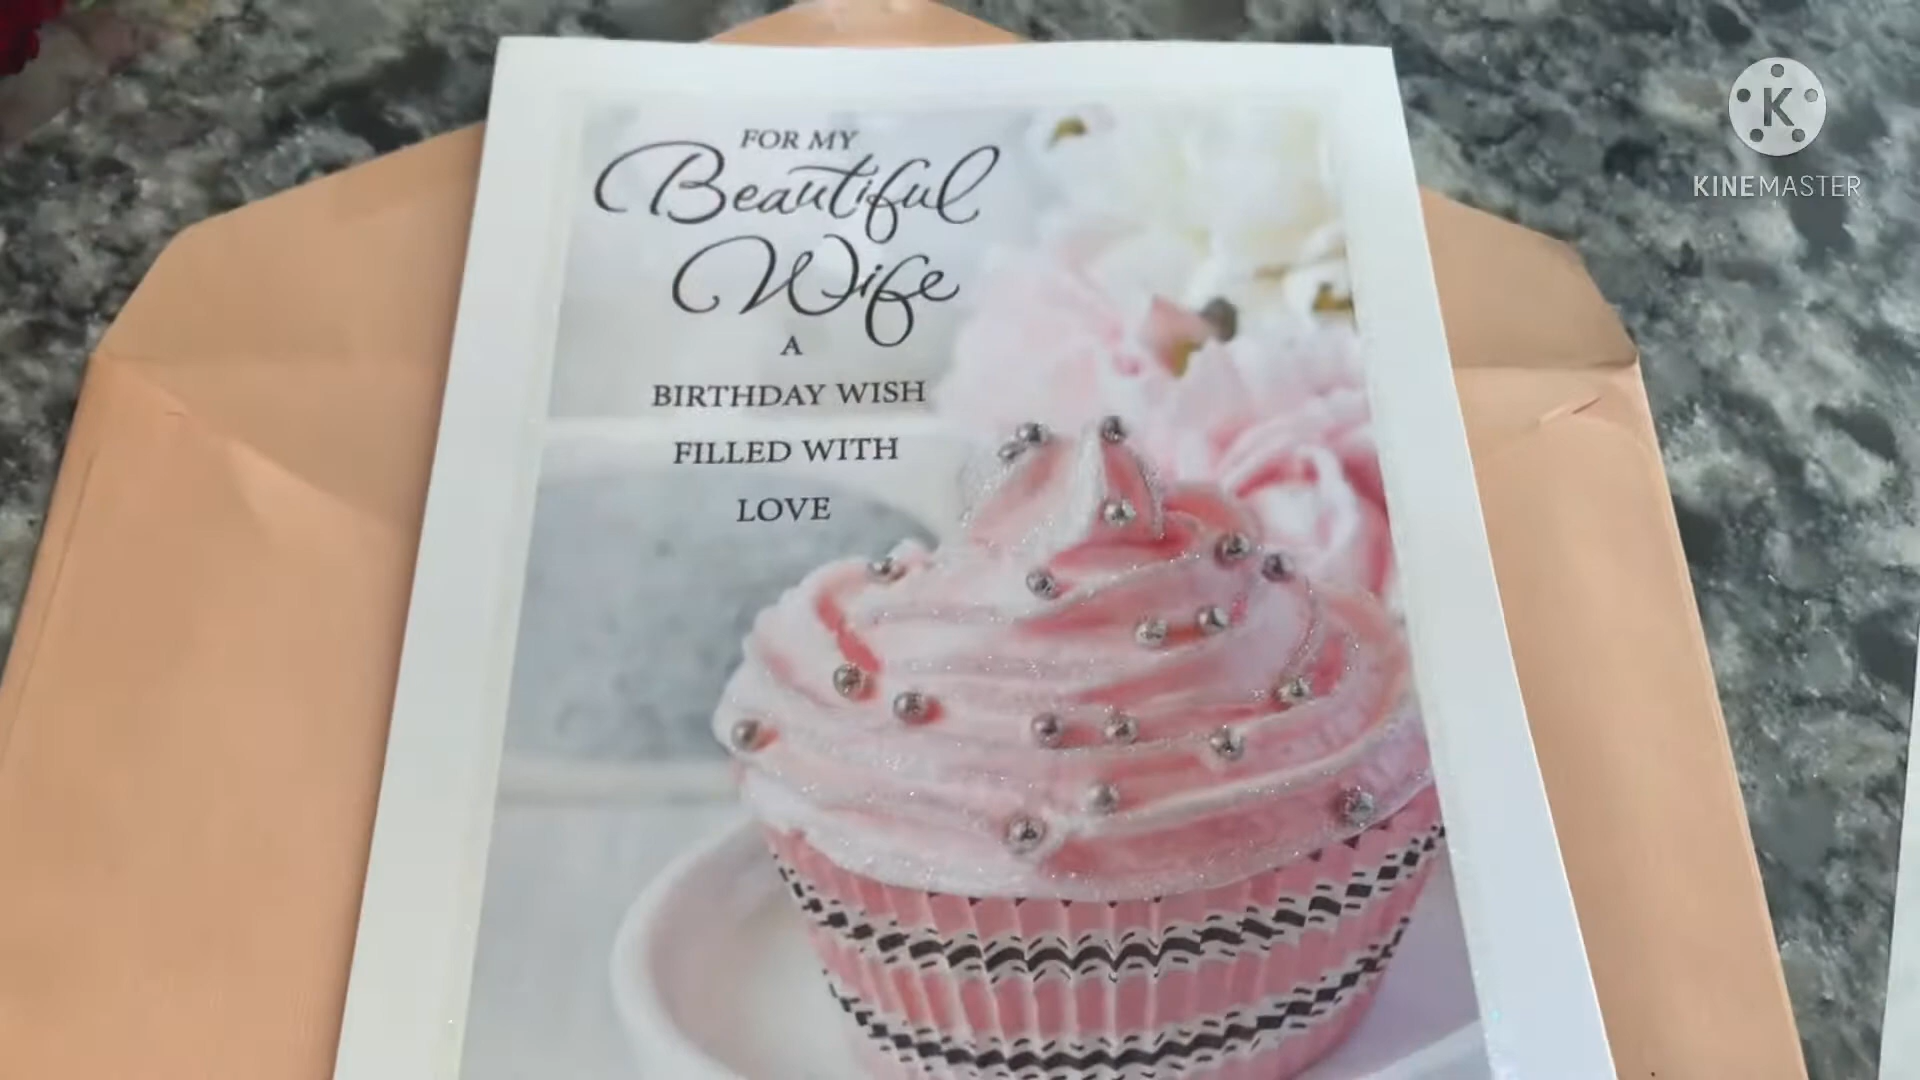 FOR MY
Beautiful
Wife
A
BIRTHDAY WISH
FILLED WITH
LOVE
K
KINEMASTER